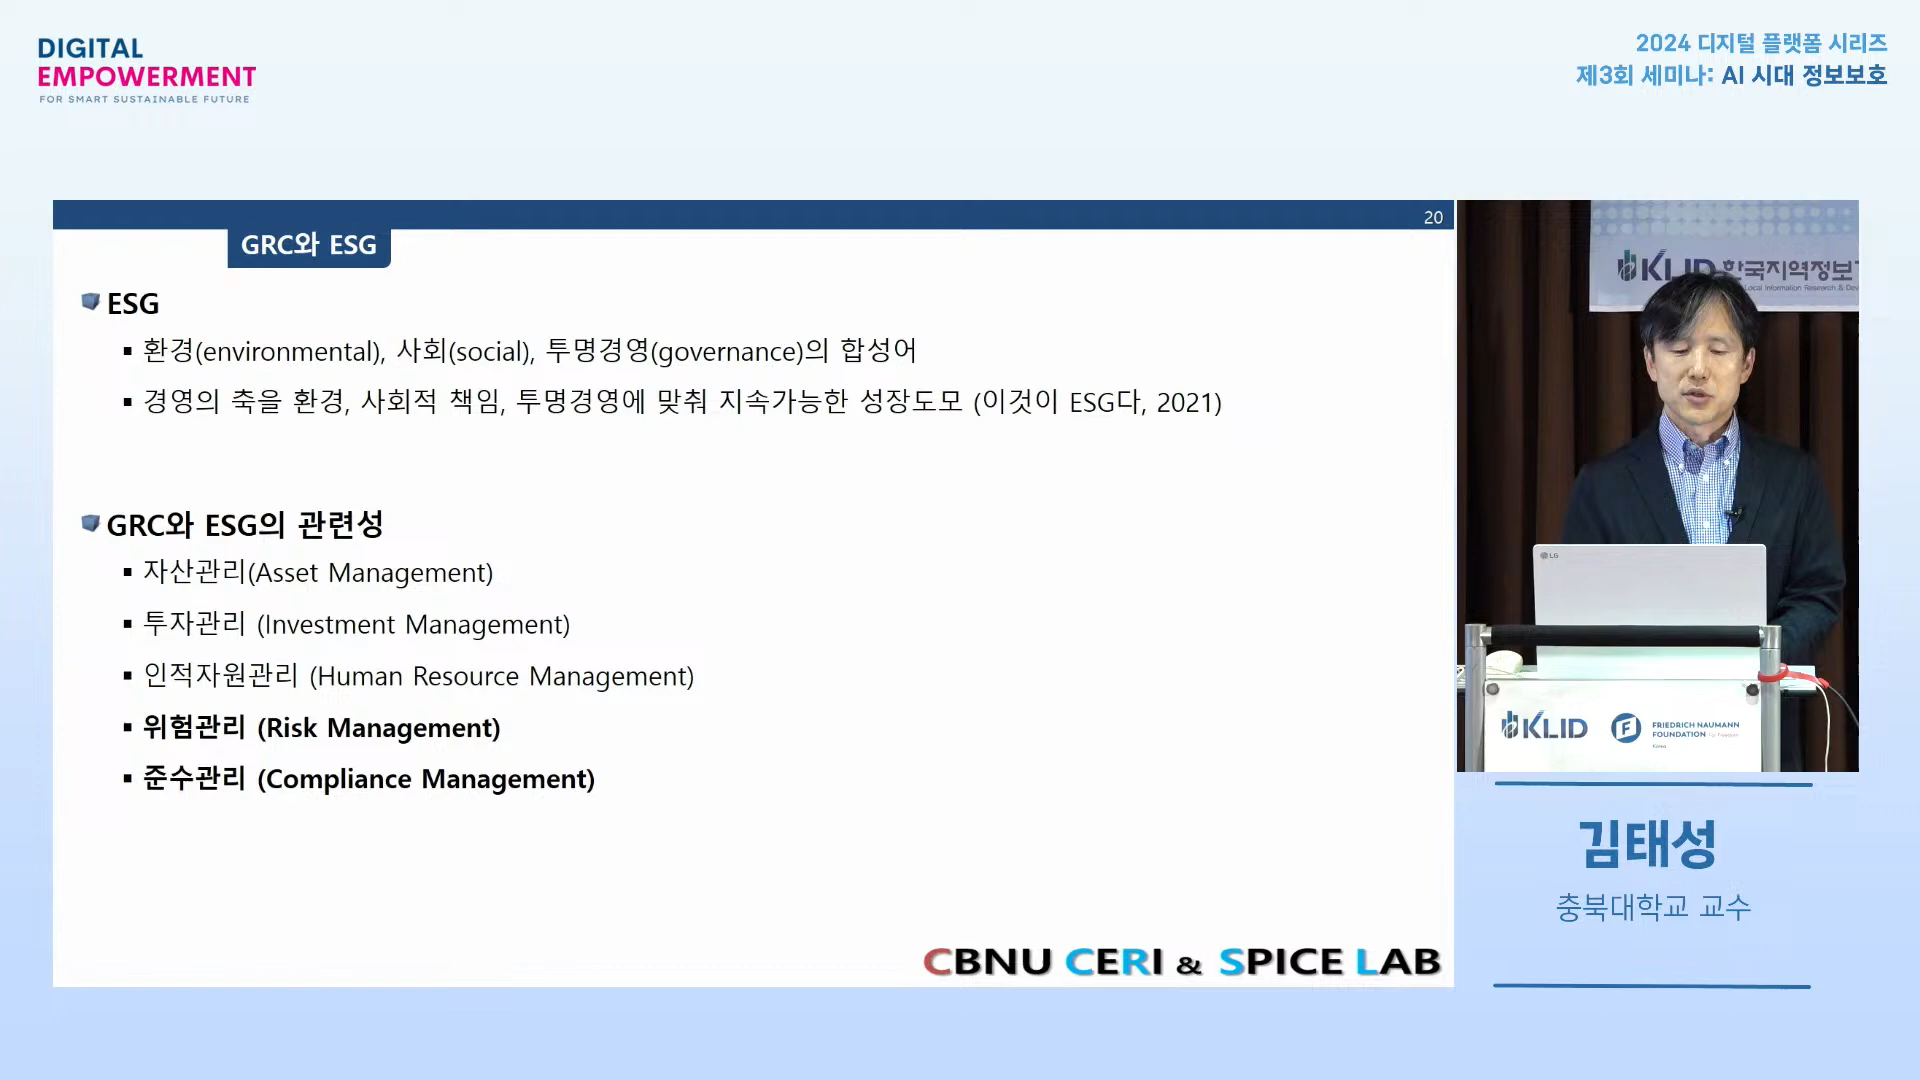 DIGITAL
EMPOWERMENT
FOR SMART SUSTAINABLE FUTURE
2024 디지털 플랫폼 시리즈
제3회 세미나: AI 시대 정보보호
20
GRC와 ESG
ESG
▪ 환경(environmental), 사회(social), 투명경영(governance)의 합성어
▪ 경영의 축을 환경, 사회적 책임, 투명경영에 맞춰 지속가능한 성장도모 (이것이 ESG다, 2021)
GRC와 ESG의 관련성
▪ 자산관리(Asset Management)
▪ 투자관리 (Investment Management)
▪ 인적자원관리 (Human Resource Management)
▪ 위험관리 (Risk Management)
▪ 준수관리 (Compliance Management)
CBNU CERI & SPICE LAB
KLID 한국지역정보
Local Information Research &
LG
KLID
FRIEDRICH NAUMANN
FOUNDATION For Freedom
Korea
김태성
충북대학교 교수